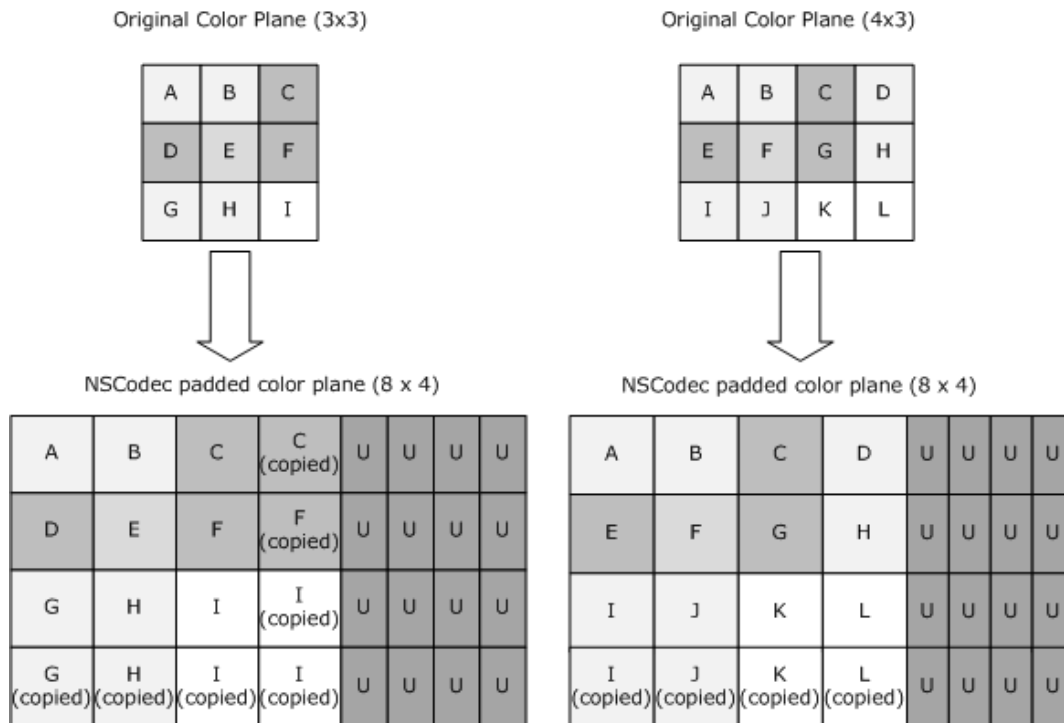 Original Color Plane (3x3)
A B C
D E F
G H I
NSCodec padded color plane (8 x 4)
A B C C (copied) U U U U
D E F F (copied) U U U U
G H I I (copied) U U U U
G (copied) H (copied) I (copied) I (copied) U U U U
Original Color Plane (4x3)
A B C D
E F G H
I J K L
NSCodec padded color plane (8 x 4)
A B C D U U U U
E F G H U U U U
I J K L U U U U
I (copied) J (copied) K (copied) L (copied) U U U U